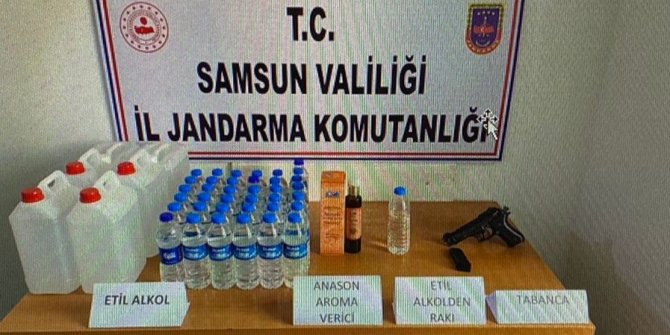 T.C.
SAMSUN VALİLİĞİ
İL JANDARMA KOMUTANLIĞI
ETİL ALKOL
ANASON
AROMA
VERİCİ
ETİL
ALKOLDEN
RAKI
TABANCA